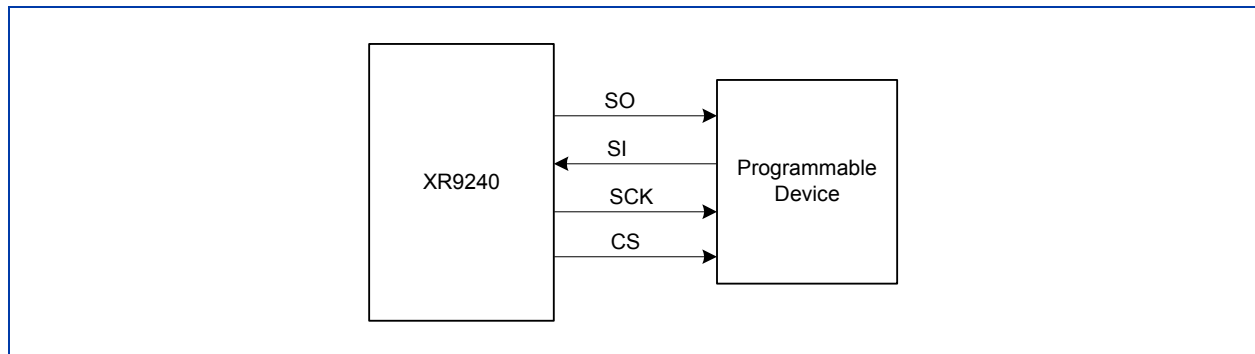 XR9240
SO
SI
SCK
CS
Programmable
Device